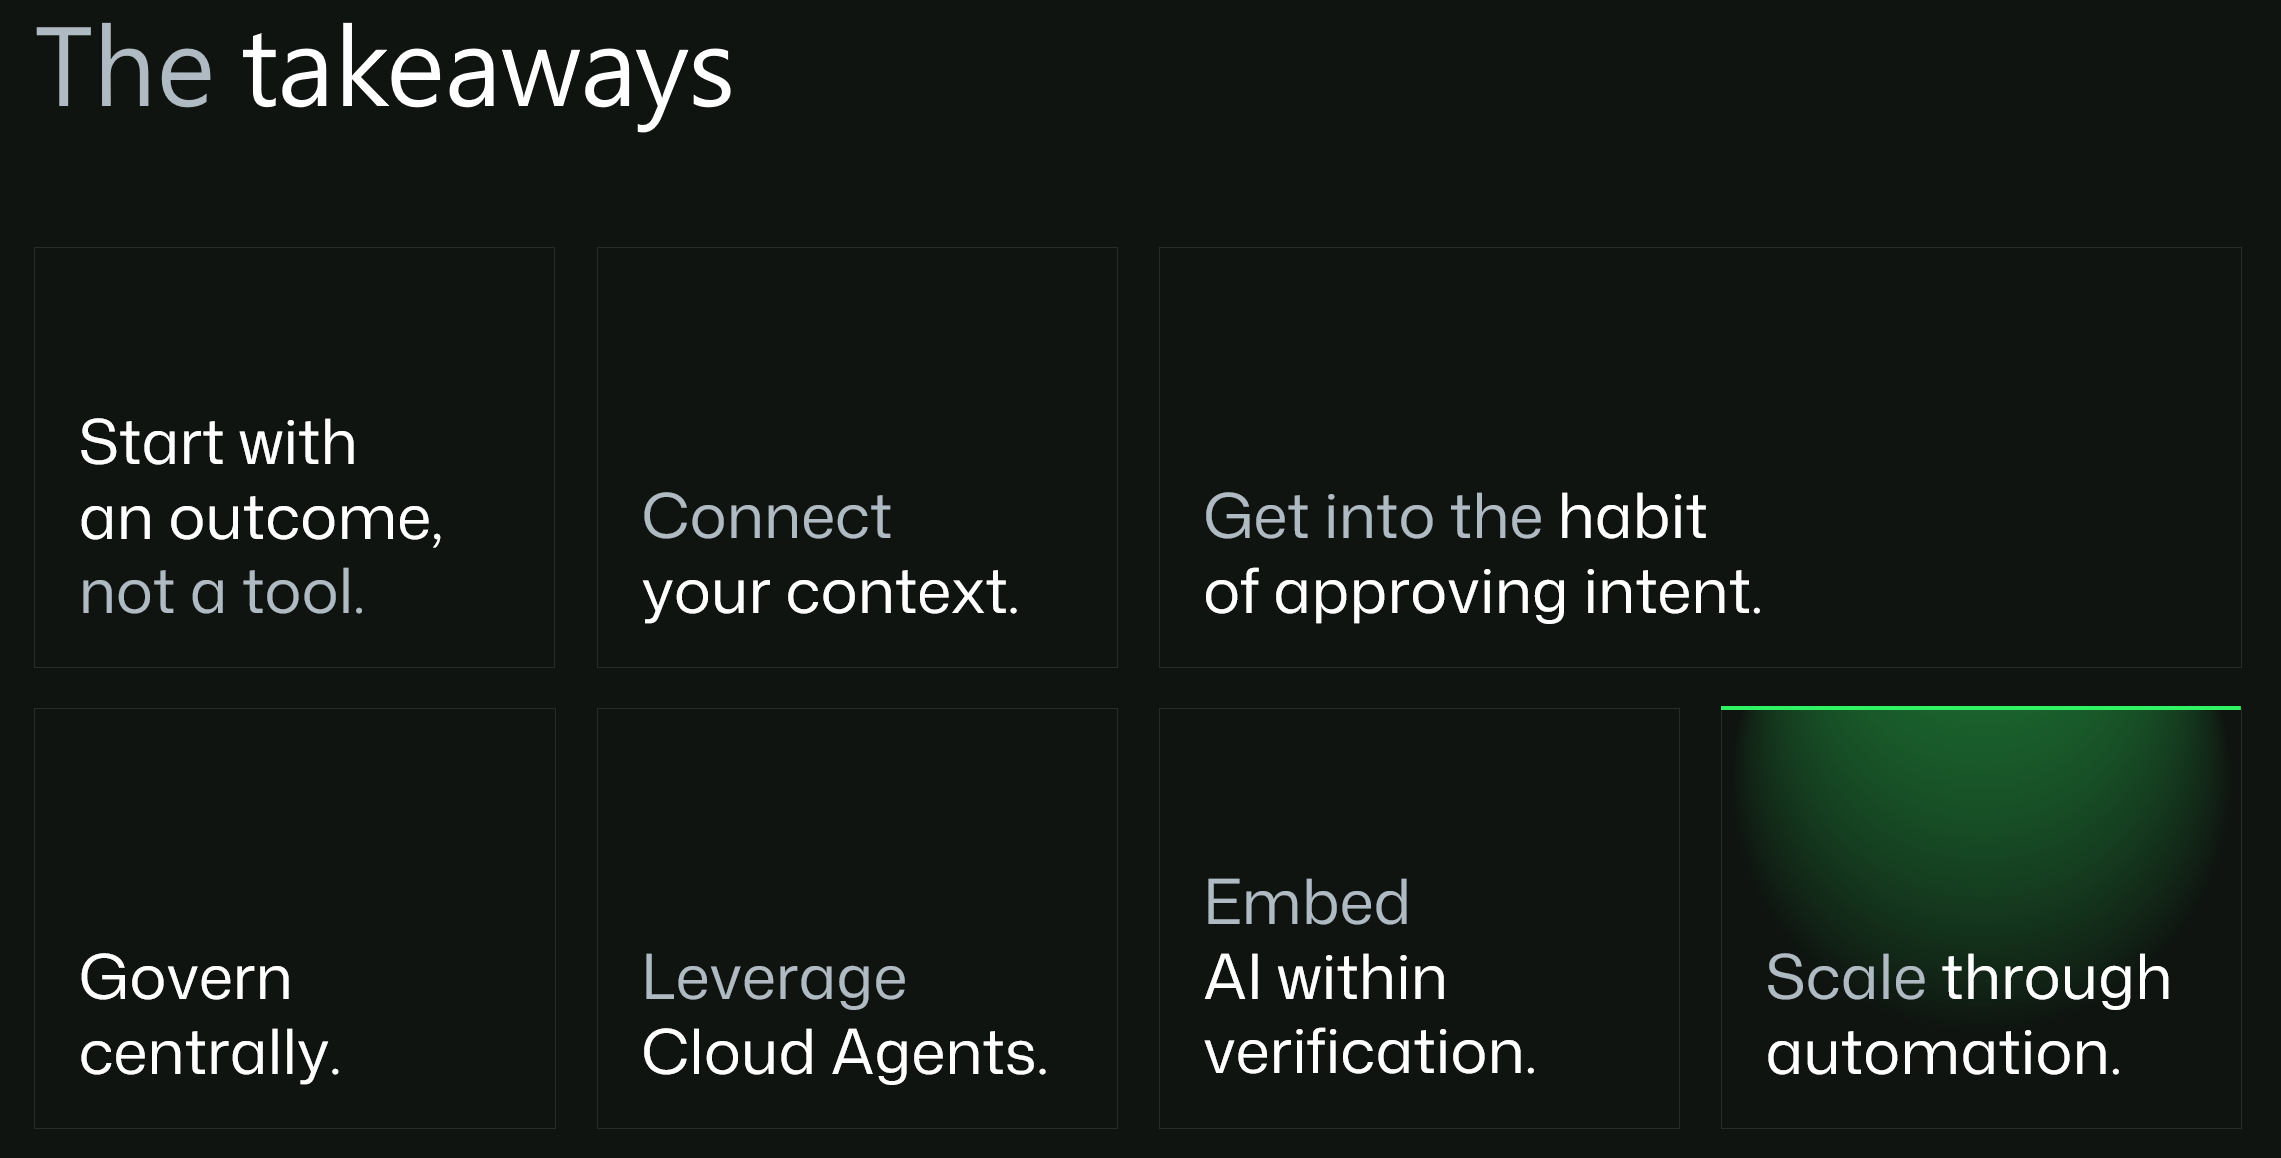 The takeaways
Start with
an outcome,
not a tool.
Connect
your context.
Get into the habit
of approving intent.
Govern
centrally.
Leverage
Cloud Agents.
Embed
AI within
verification.
Scale through
automation.